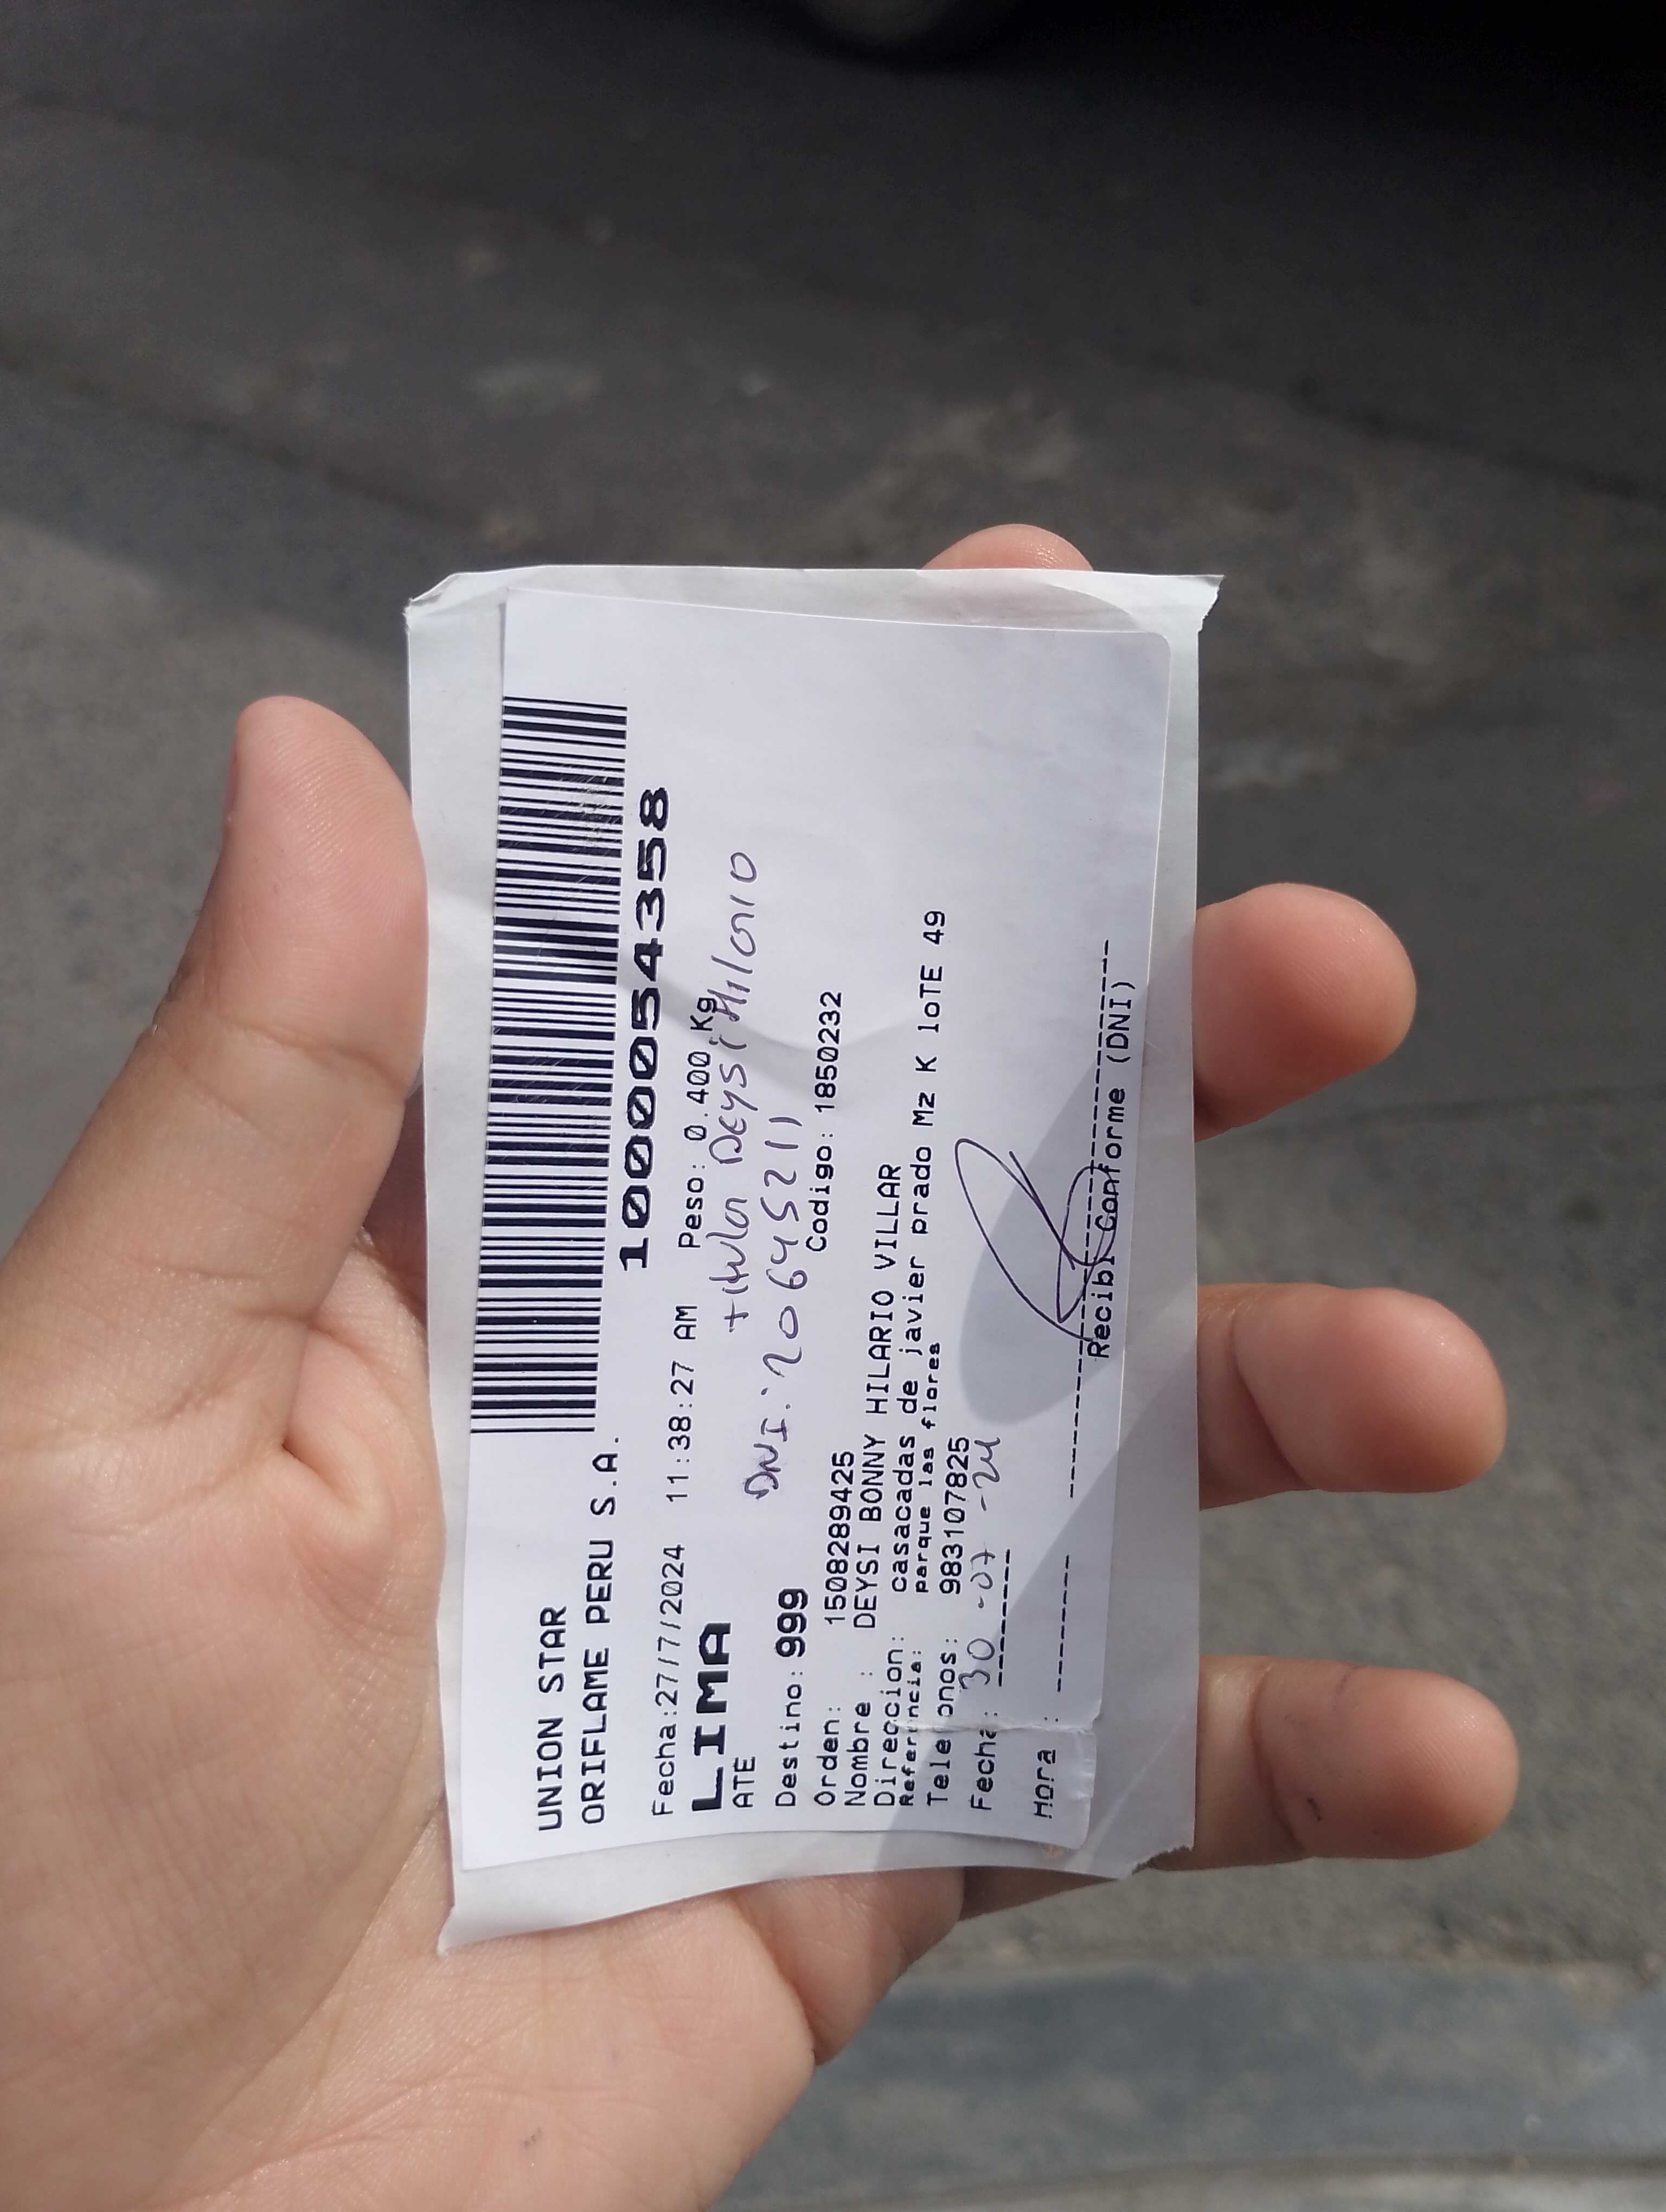 UNION STAR
ORIFLAME PERU S.A.
10005435 8
Fecha:27/7/2024 11:38:27 AM Peso: 0.400 Kg
LIMA
titular DEYSI Hilario
ATE
DNI: 20645211
Destino: 999
Codigo: 1850232
Orden: 1508289425
Nombre : DEYSI BONNY HILARIO VILLAR
Direccion: casacadas de javier prado Mz K loTE 49
Referencia: parque las flores
Telefonos: 983107825
Fecha: 30-07-24
Hora :
Recibi Conforme (DNI)